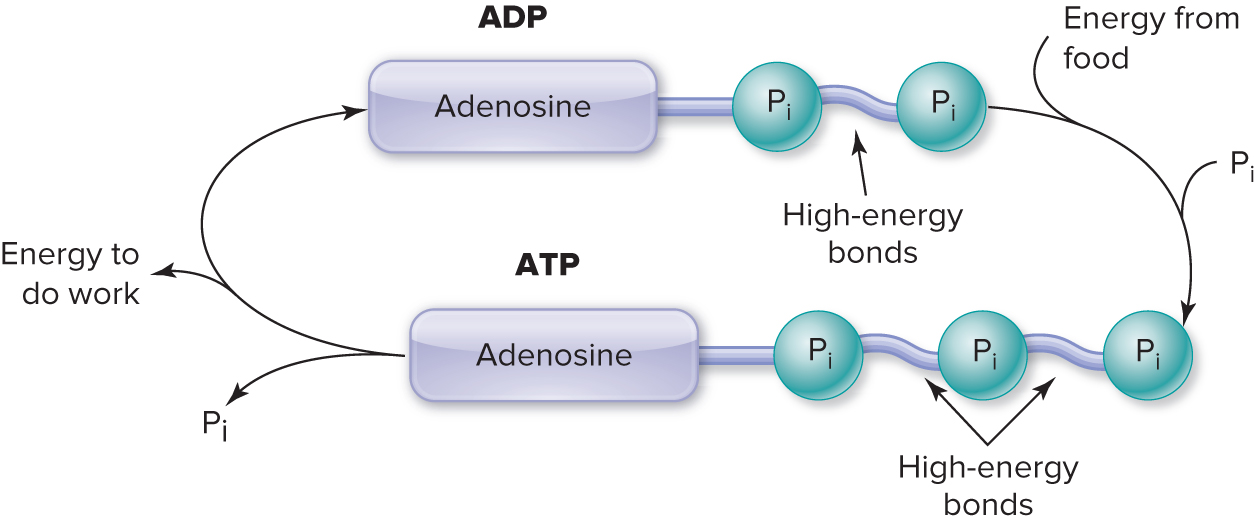 ADP
Energy from
food
Adenosine
Pi
Pi
Pi
High-energy
bonds
Energy to
do work
ATP
Adenosine
Pi
Pi
Pi
Pi
High-energy
bonds